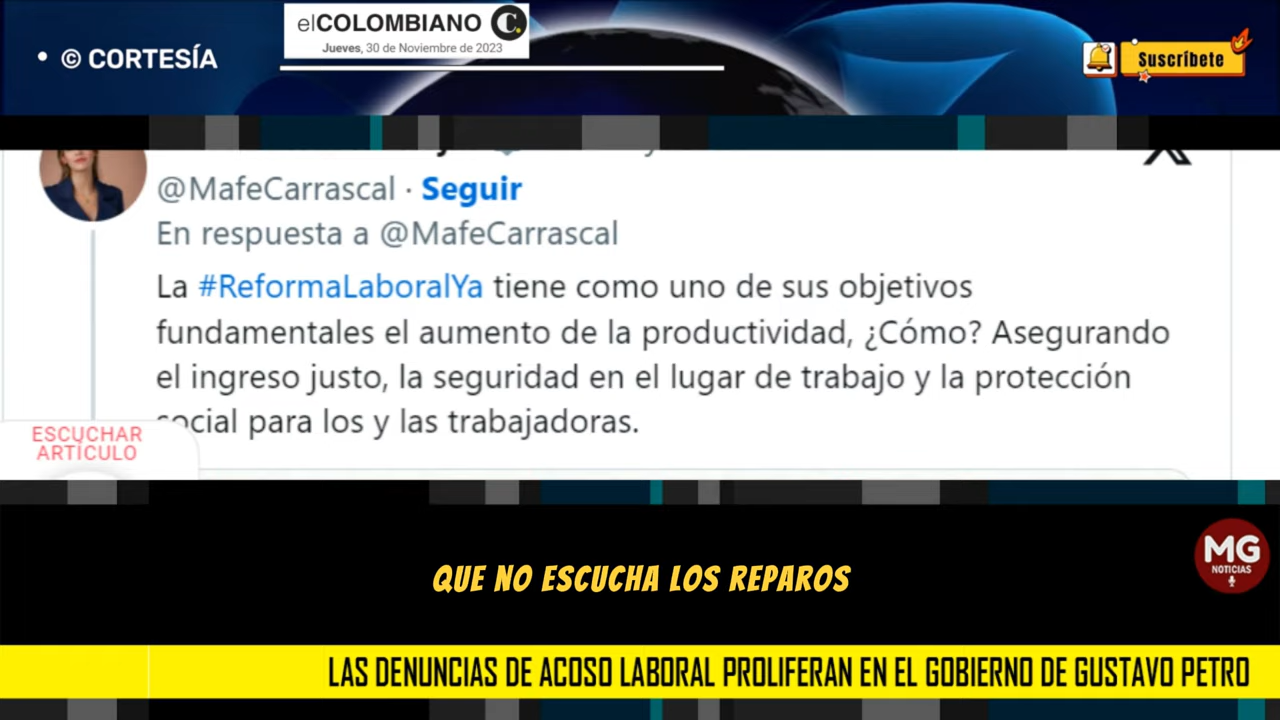 elCOLOMBIANO C.
Jueves, 30 de Noviembre de 2023
• © CORTESÍA
Suscríbete
@MafeCarrascal · Seguir
En respuesta a @MafeCarrascal
La #ReformaLaboralYa tiene como uno de sus objetivos
fundamentales el aumento de la productividad, ¿Cómo? Asegurando
el ingreso justo, la seguridad en el lugar de trabajo y la protección
social para los y las trabajadoras.
ESCUCHAR
ARTÍCULO
QUE NO ESCUCHA LOS REPAROS
MG
NOTICIAS
LAS DENUNCIAS DE ACOSO LABORAL PROLIFERAN EN EL GOBIERNO DE GUSTAVO PETRO